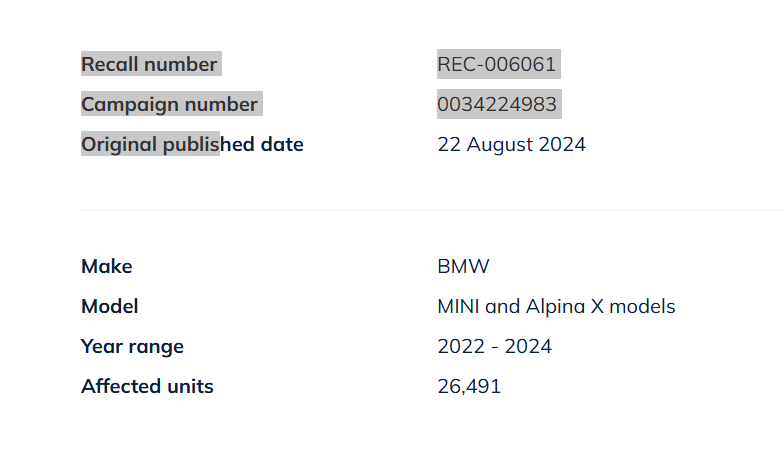 Recall number REC-006061
Campaign number 0034224983
Original published date 22 August 2024
Make BMW
Model MINI and Alpina X models
Year range 2022 - 2024
Affected units 26,491